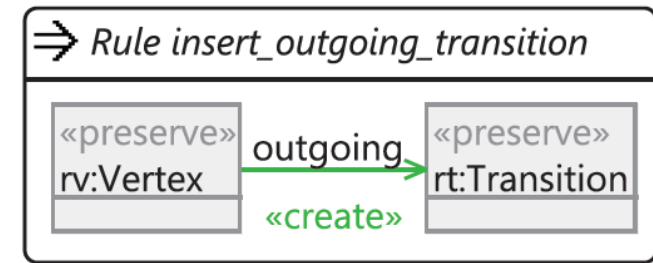 Rule insert_outgoing_transition
«preserve»
rv:Vertex
outgoing
«create»
«preserve»
rt:Transition